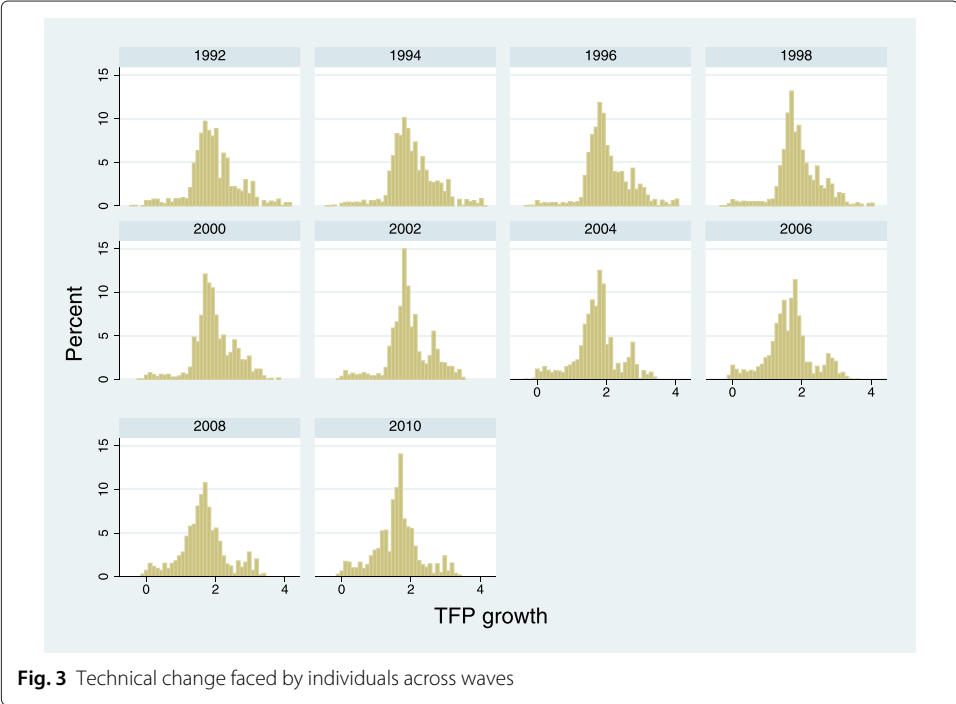 1992 1994 1996 1998
15
10
5
0
2000 2002 2004 2006
15
10
5
0
0 2 4 0 2 4
2008 2010
15
10
5
0
0 2 4 0 2 4
Percent
TFP growth
Fig. 3 Technical change faced by individuals across waves